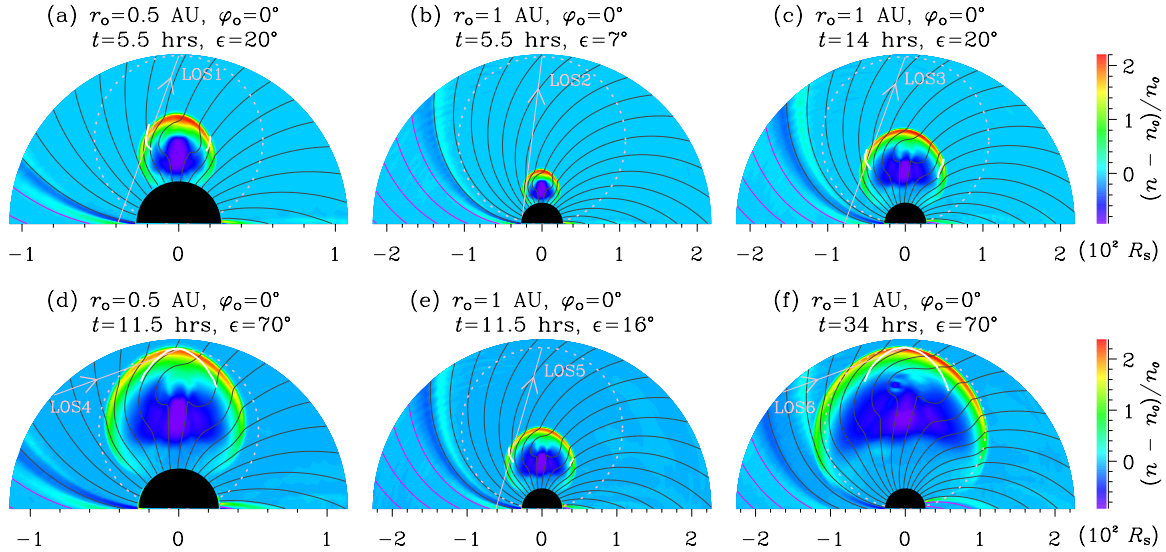 (a) r₀=0.5 AU, φ₀=0°
t=5.5 hrs, ϵ=20°
(b) r₀=1 AU, φ₀=0°
t=5.5 hrs, ϵ=7°
(c) r₀=1 AU, φ₀=0°
t=14 hrs, ϵ=20°
LOS1
LOS2
LOS3
2
1
0
(n − n₀)/n₀
−1 0 1
−2 −1 0 1 2
−2 −1 0 1 2
(10² Rₛ)
(d) r₀=0.5 AU, φ₀=0°
t=11.5 hrs, ϵ=70°
(e) r₀=1 AU, φ₀=0°
t=11.5 hrs, ϵ=16°
(f) r₀=1 AU, φ₀=0°
t=34 hrs, ϵ=70°
LOS4
LOS5
LOS6
2
1
0
(n − n₀)/n₀
−1 0 1
−2 −1 0 1 2
−2 −1 0 1 2
(10² Rₛ)